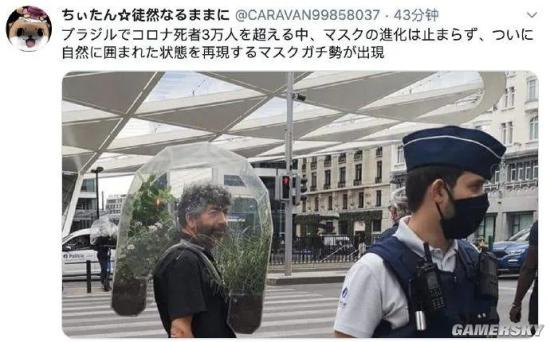 ちぃたん☆徒然なるままに @CARAVAN99858037 · 43分钟
ブラジルでコロナ死者3万人を超える中、マスクの進化は止まらず、ついに
自然に囲まれた状態を再現するマスクガチ勢が出現
Police
GAMERSKY